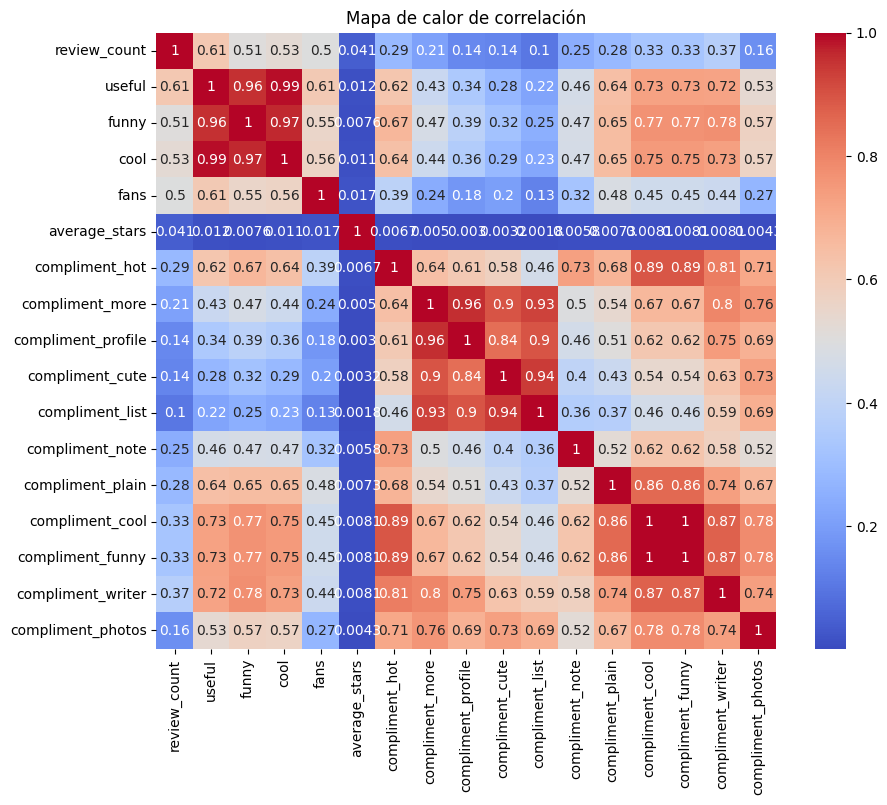 Mapa de calor de correlación
review_count 1 0.61 0.51 0.53 0.5 0.041 0.29 0.21 0.14 0.14 0.1 0.25 0.28 0.33 0.33 0.37 0.16
useful 0.61 1 0.96 0.99 0.61 0.012 0.62 0.43 0.34 0.28 0.22 0.46 0.64 0.73 0.73 0.72 0.53
funny 0.51 0.96 1 0.97 0.55 0.0076 0.67 0.47 0.39 0.32 0.25 0.47 0.65 0.77 0.77 0.78 0.57
cool 0.53 0.99 0.97 1 0.56 0.011 0.64 0.44 0.36 0.29 0.23 0.47 0.65 0.75 0.75 0.73 0.57
fans 0.5 0.61 0.55 0.56 1 0.017 0.39 0.24 0.18 0.2 0.13 0.32 0.48 0.45 0.45 0.44 0.27
average_stars 0.041 0.012 0.0076 0.011 0.017 1 0.0067 0.005 0.003 0.0032 0.0018 0.0058 0.0073 0.0081 0.0081 0.0081 0.0043
compliment_hot 0.29 0.62 0.67 0.64 0.39 0.0067 1 0.64 0.61 0.58 0.46 0.73 0.68 0.89 0.89 0.81 0.71
compliment_more 0.21 0.43 0.47 0.44 0.24 0.005 0.64 1 0.96 0.9 0.93 0.5 0.54 0.67 0.67 0.8 0.76
compliment_profile 0.14 0.34 0.39 0.36 0.18 0.003 0.61 0.96 1 0.84 0.9 0.46 0.51 0.62 0.62 0.75 0.69
compliment_cute 0.14 0.28 0.32 0.29 0.2 0.0032 0.58 0.9 0.84 1 0.94 0.4 0.43 0.54 0.54 0.63 0.73
compliment_list 0.1 0.22 0.25 0.23 0.13 0.0018 0.46 0.93 0.9 0.94 1 0.36 0.37 0.46 0.46 0.59 0.69
compliment_note 0.25 0.46 0.47 0.47 0.32 0.0058 0.73 0.5 0.46 0.4 0.36 1 0.52 0.62 0.62 0.58 0.52
compliment_plain 0.28 0.64 0.65 0.65 0.48 0.0073 0.68 0.54 0.51 0.43 0.37 0.52 1 0.86 0.86 0.74 0.67
compliment_cool 0.33 0.73 0.77 0.75 0.45 0.0081 0.89 0.67 0.62 0.54 0.46 0.62 0.86 1 1 0.87 0.78
compliment_funny 0.33 0.73 0.77 0.75 0.45 0.0081 0.89 0.67 0.62 0.54 0.46 0.62 0.86 1 1 0.87 0.78
compliment_writer 0.37 0.72 0.78 0.73 0.44 0.0081 0.81 0.8 0.75 0.63 0.59 0.58 0.74 0.87 0.87 1 0.74
compliment_photos 0.16 0.53 0.57 0.57 0.27 0.0043 0.71 0.76 0.69 0.73 0.69 0.52 0.67 0.78 0.78 0.74 1
review_count
useful
funny
cool
fans
average_stars
compliment_hot
compliment_more
compliment_profile
compliment_cute
compliment_list
compliment_note
compliment_plain
compliment_cool
compliment_funny
compliment_writer
compliment_photos
1.0
0.8
0.6
0.4
0.2